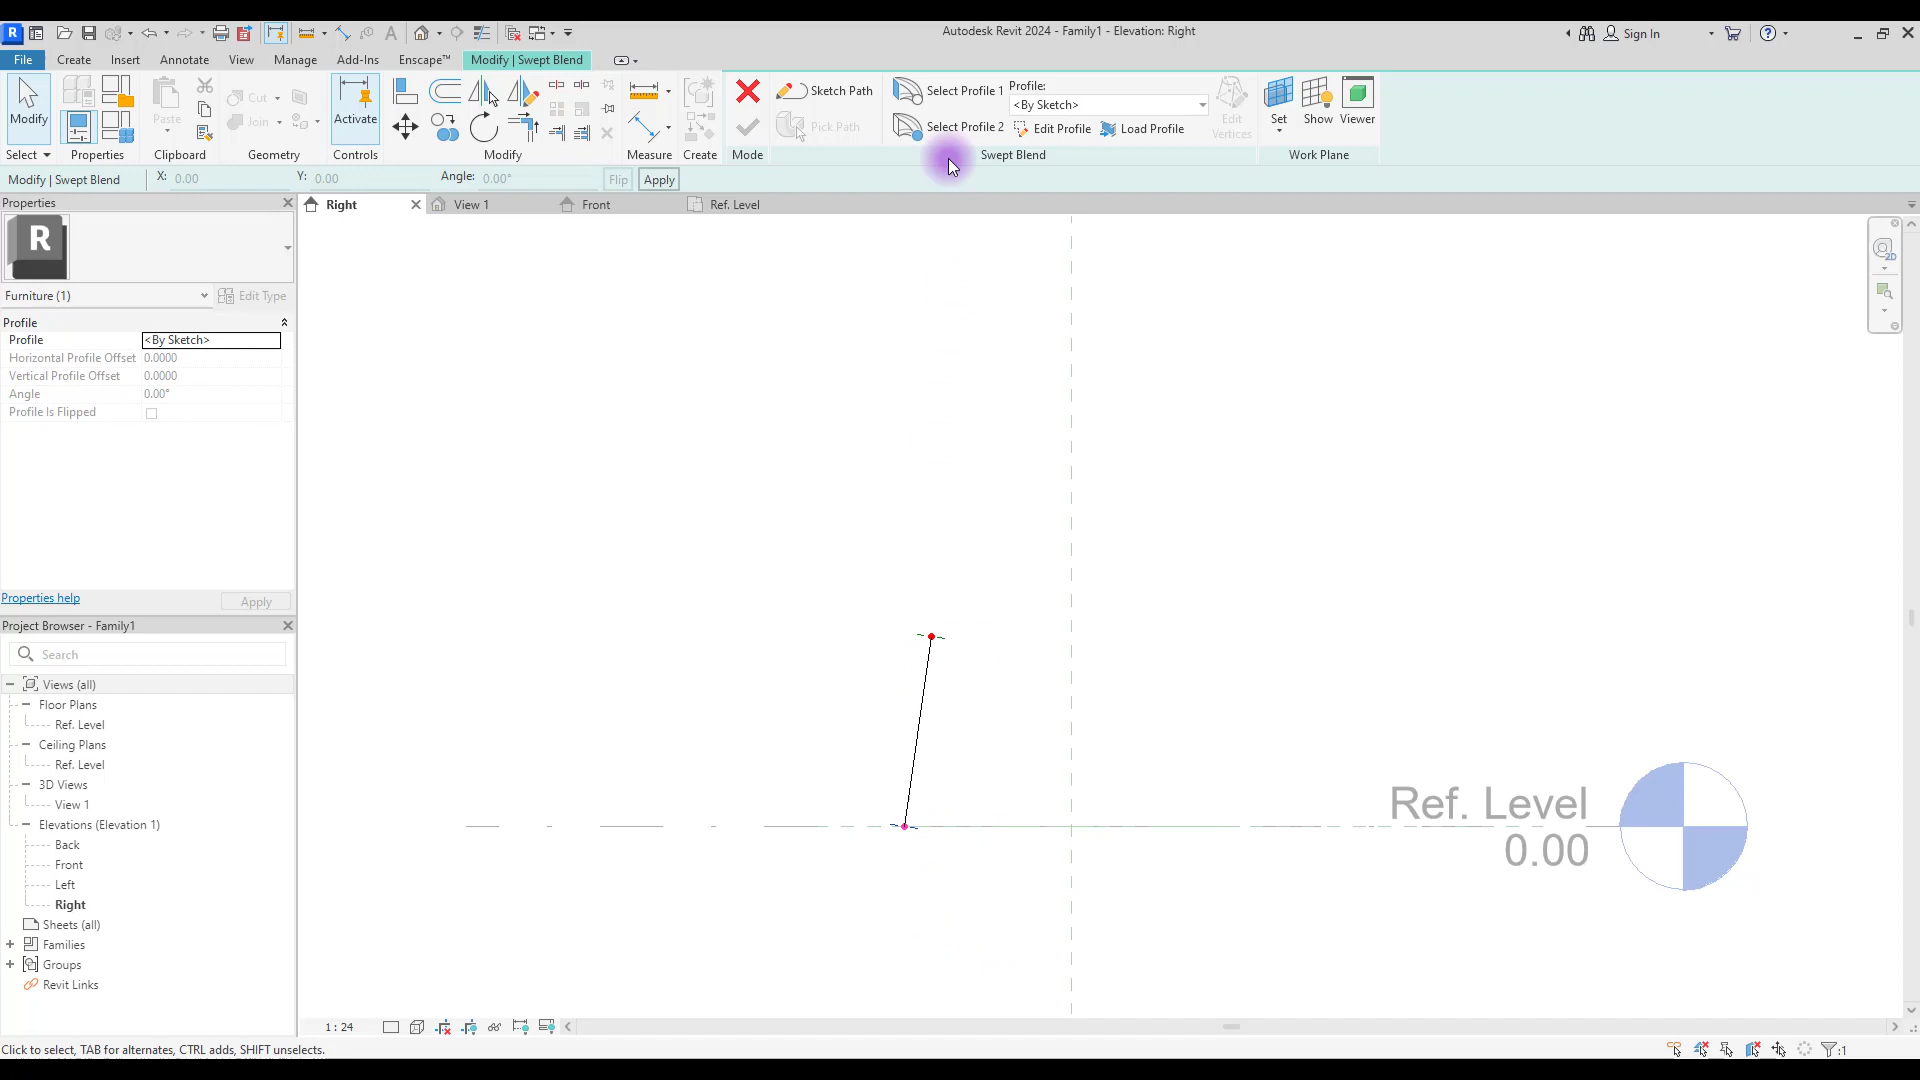 R
Autodesk Revit 2024 - Family1 - Elevation: Right
Sign In
File
Create
Insert
Annotate
View
Manage
Add-Ins
Enscape™
Modify | Swept Blend
Modify
Select
Properties
Paste
Clipboard
Cut
Join
Geometry
Activate
Controls
Modify
Measure
Create
Mode
Sketch Path
Pick Path
Select Profile 1
Select Profile 2
Profile:
<By Sketch>
Edit Profile
Load Profile
Edit
Vertices
Swept Blend
Set
Show
Viewer
Work Plane
Modify | Swept Blend
X: 0.00
Y: 0.00
Angle: 0.00°
Flip
Apply
Properties
R
Furniture (1)
Edit Type
Profile
Profile <By Sketch>
Horizontal Profile Offset 0.0000
Vertical Profile Offset 0.0000
Angle 0.00°
Profile Is Flipped
Properties help
Apply
Project Browser - Family1
Search
Views (all)
Floor Plans
Ref. Level
Ceiling Plans
Ref. Level
3D Views
View 1
Elevations (Elevation 1)
Back
Front
Left
Right
Sheets (all)
Families
Groups
Revit Links
Right
View 1
Front
Ref. Level
2D
Ref. Level
0.00
1 : 24
Click to select, TAB for alternates, CTRL adds, SHIFT unselects.
:1